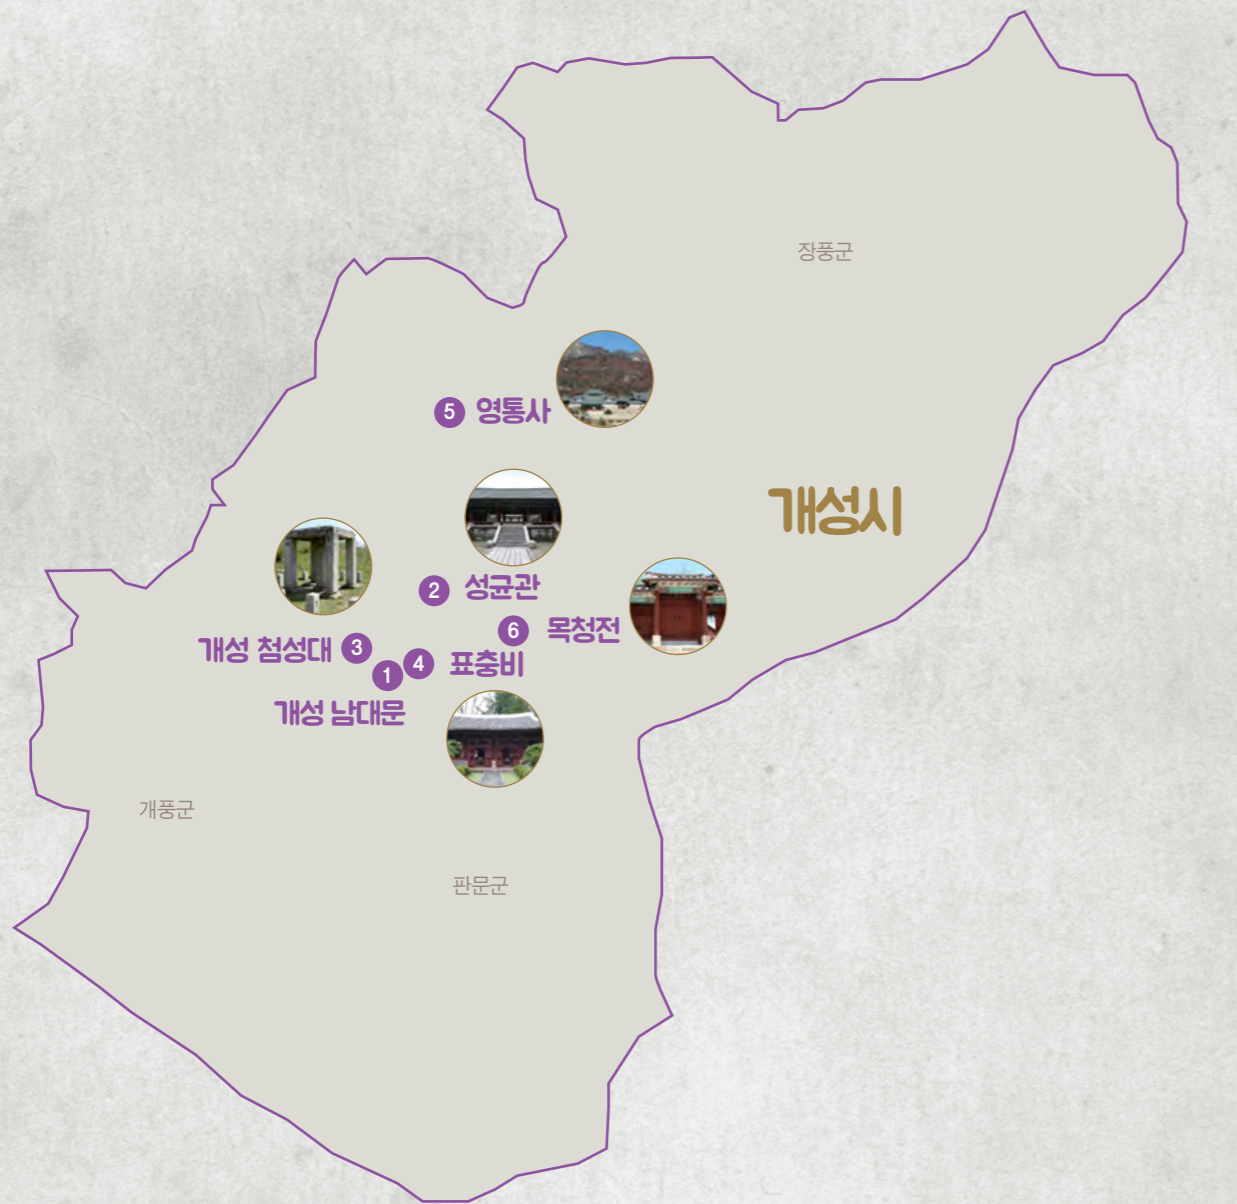 장풍군
5 영통사
개성시
2 성균관
6 목청전
개성 첨성대 3
4 표충비
1
개성 남대문
개풍군
판문군